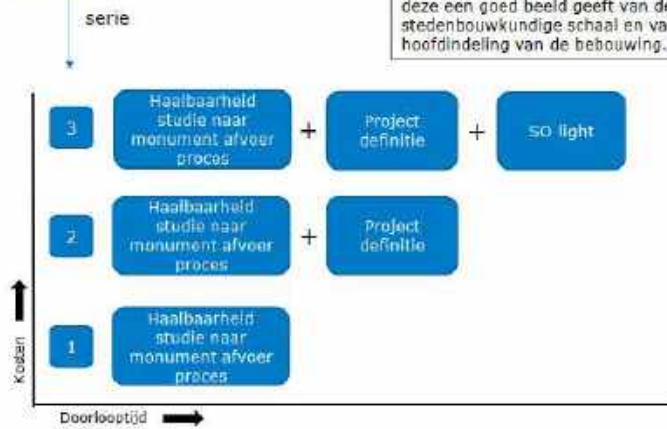 serie
deze een goed beeld geeft van de
stedenbouwkundige schaal en va
hoofdindeling van de bebouwing.
3
Haalbaarheid
studie naar
monument afvoer
proces
+
Project
definitie
+
SO light
2
Haalbaarheid
studie naar
monument afvoer
proces
+
Project
definitie
1
Haalbaarheid
studie naar
monument afvoer
proces
Kosten
Doorlooptijd